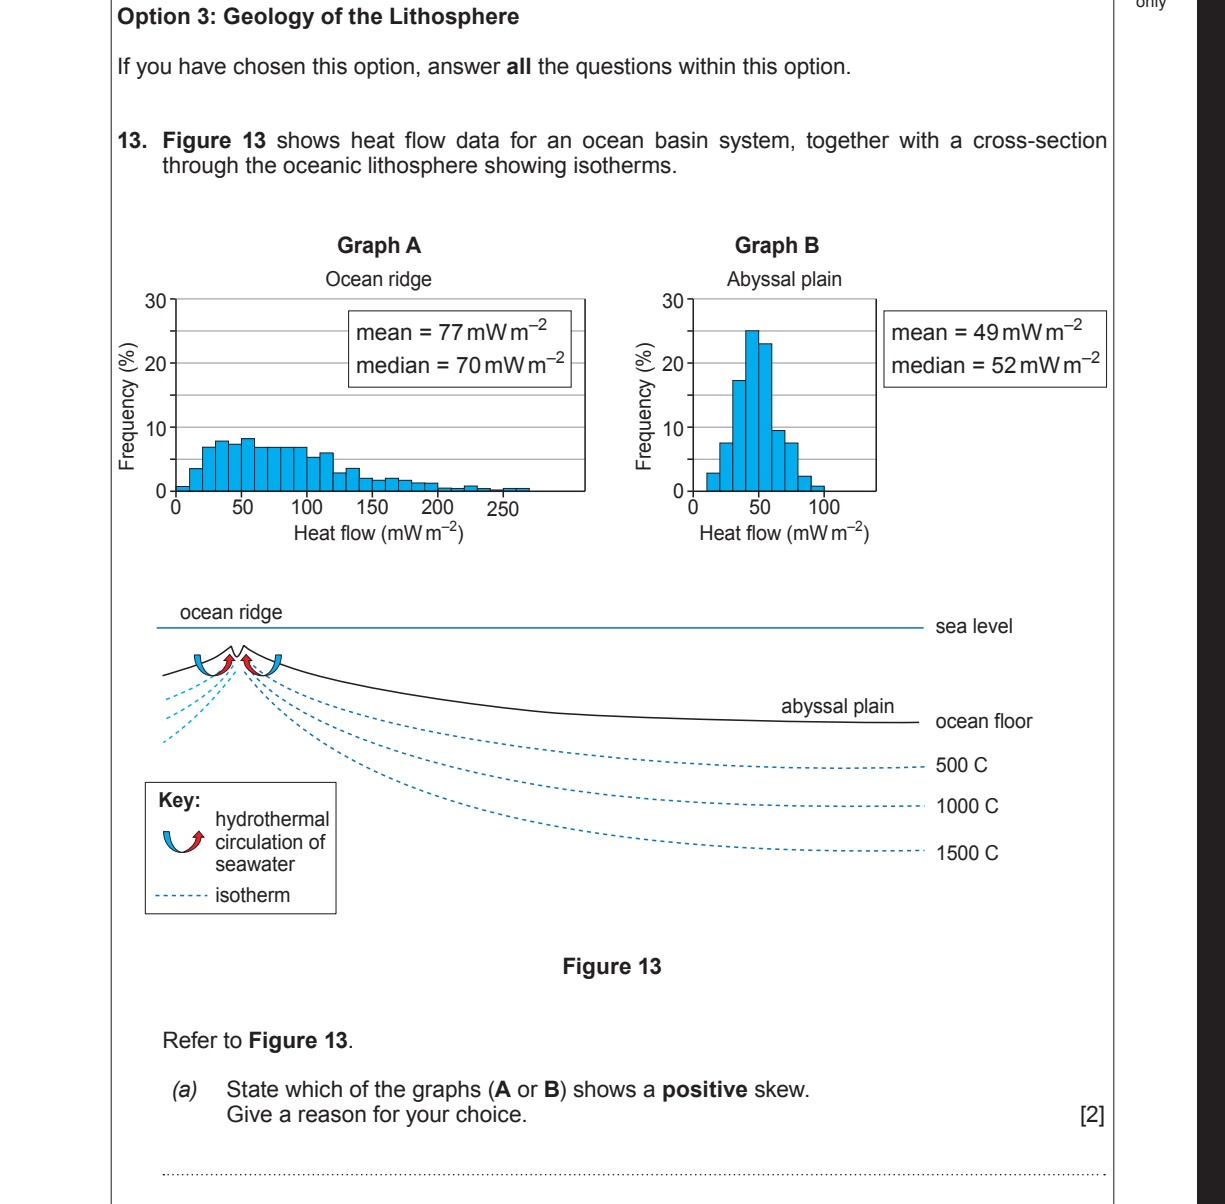 only
Option 3: Geology of the Lithosphere
If you have chosen this option, answer all the questions within this option.
13. Figure 13 shows heat flow data for an ocean basin system, together with a cross-section
through the oceanic lithosphere showing isotherms.
Graph A
Ocean ridge
Frequency (%)
30
20
10
0
mean = 77 mW m⁻²
median = 70 mW m⁻²
0 50 100 150 200 250
Heat flow (mW m⁻²)
Graph B
Abyssal plain
Frequency (%)
30
20
10
0
mean = 49 mW m⁻²
median = 52 mW m⁻²
0 50 100
Heat flow (mW m⁻²)
ocean ridge
sea level
abyssal plain
ocean floor
500 C
1000 C
1500 C
Key:
hydrothermal
circulation of
seawater
isotherm
Figure 13
Refer to Figure 13.
(a) State which of the graphs (A or B) shows a positive skew.
Give a reason for your choice. [2]